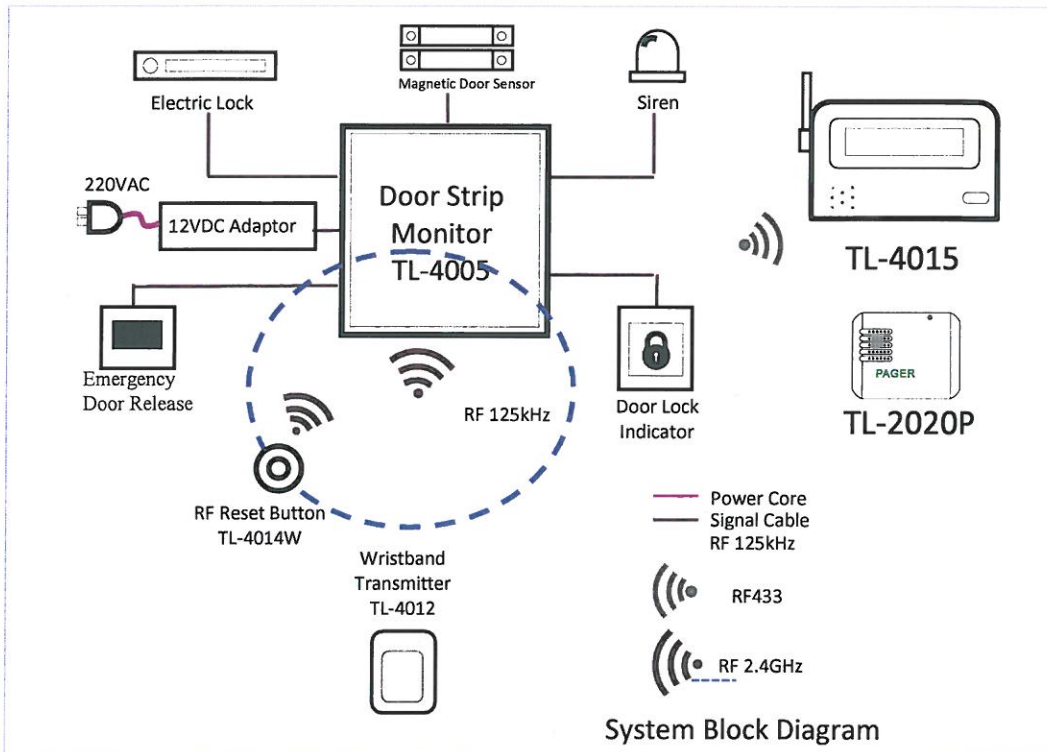 Electric Lock
Magnetic Door Sensor
Siren
220VAC
12VDC Adaptor
Door Strip
Monitor
TL-4005
TL-4015
Emergency
Door Release
RF 125kHz
Door Lock
Indicator
PAGER
TL-2020P
RF Reset Button
TL-4014W
Wristband
Transmitter
TL-4012
Power Core
Signal Cable
RF 125kHz
RF433
RF 2.4GHz
System Block Diagram